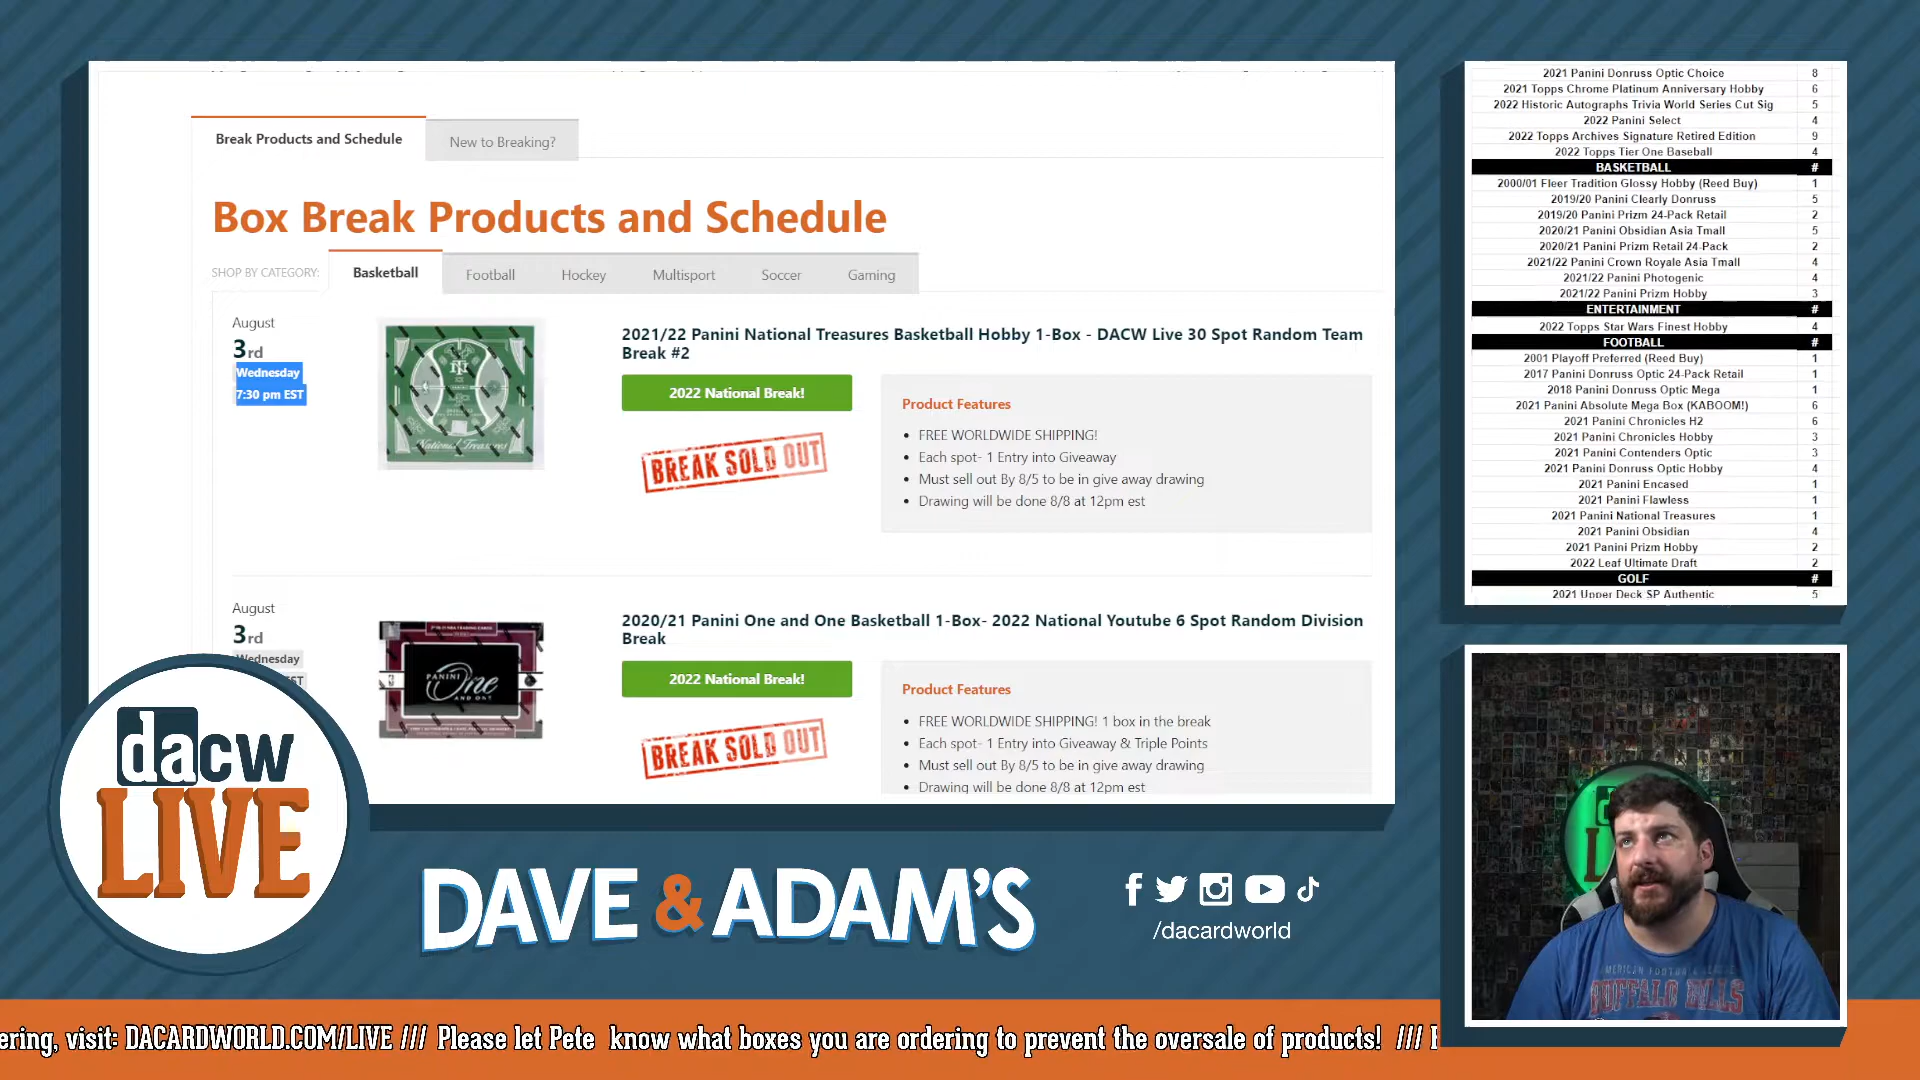 Break Products and Schedule
New to Breaking?
Box Break Products and Schedule
SHOP BY CATEGORY:
Basketball
Football
Hockey
Multisport
Soccer
Gaming
August
3rd
Wednesday
7:30 pm EST
National Treasures
2021/22 Panini National Treasures Basketball Hobby 1-Box - DACW Live 30 Spot Random Team
Break #2
2022 National Break!
BREAK SOLD OUT
Product Features
• FREE WORLDWIDE SHIPPING!
• Each spot- 1 Entry into Giveaway
• Must sell out By 8/5 to be in give away drawing
• Drawing will be done 8/8 at 12pm est
August
3rd
Wednesday
EST
PANINI
One
AND ONE
2020/21 Panini One and One Basketball 1-Box- 2022 National Youtube 6 Spot Random Division
Break
2022 National Break!
BREAK SOLD OUT
Product Features
• FREE WORLDWIDE SHIPPING! 1 box in the break
• Each spot- 1 Entry into Giveaway & Triple Points
• Must sell out By 8/5 to be in give away drawing
• Drawing will be done 8/8 at 12pm est
2021 Panini Donruss Optic Choice 8
2021 Topps Chrome Platinum Anniversary Hobby 6
2022 Historic Autographs Trivia World Series Cut Sig 5
2022 Panini Select 4
2022 Topps Archives Signature Retired Edition 9
2022 Topps Tier One Baseball 4
BASKETBALL #
2000/01 Fleer Tradition Glossy Hobby (Reed Buy) 1
2019/20 Panini Clearly Donruss 5
2019/20 Panini Prizm 24-Pack Retail 2
2020/21 Panini Obsidian Asia Tmall 5
2020/21 Panini Prizm Retail 24-Pack 2
2021/22 Panini Crown Royale Asia Tmall 4
2021/22 Panini Photogenic 4
2021/22 Panini Prizm Hobby 3
ENTERTAINMENT #
2022 Topps Star Wars Finest Hobby 4
FOOTBALL #
2001 Playoff Preferred (Reed Buy) 1
2017 Panini Donruss Optic 24-Pack Retail 1
2018 Panini Donruss Optic Mega 1
2021 Panini Absolute Mega Box (KABOOM!) 6
2021 Panini Chronicles H2 6
2021 Panini Chronicles Hobby 3
2021 Panini Contenders Optic 3
2021 Panini Donruss Optic Hobby 4
2021 Panini Encased 1
2021 Panini Flawless 1
2021 Panini National Treasures 1
2021 Panini Obsidian 4
2021 Panini Prizm Hobby 2
2022 Leaf Ultimate Draft 2
GOLF #
2021 Upper Deck SP Authentic 5
dacw
LIVE
DAVE & ADAM'S
/dacardworld
BUFFALO BILLS
ering, visit: DACARDWORLD.COM/LIVE /// Please let Pete know what boxes you are ordering to prevent the oversale of products! ///